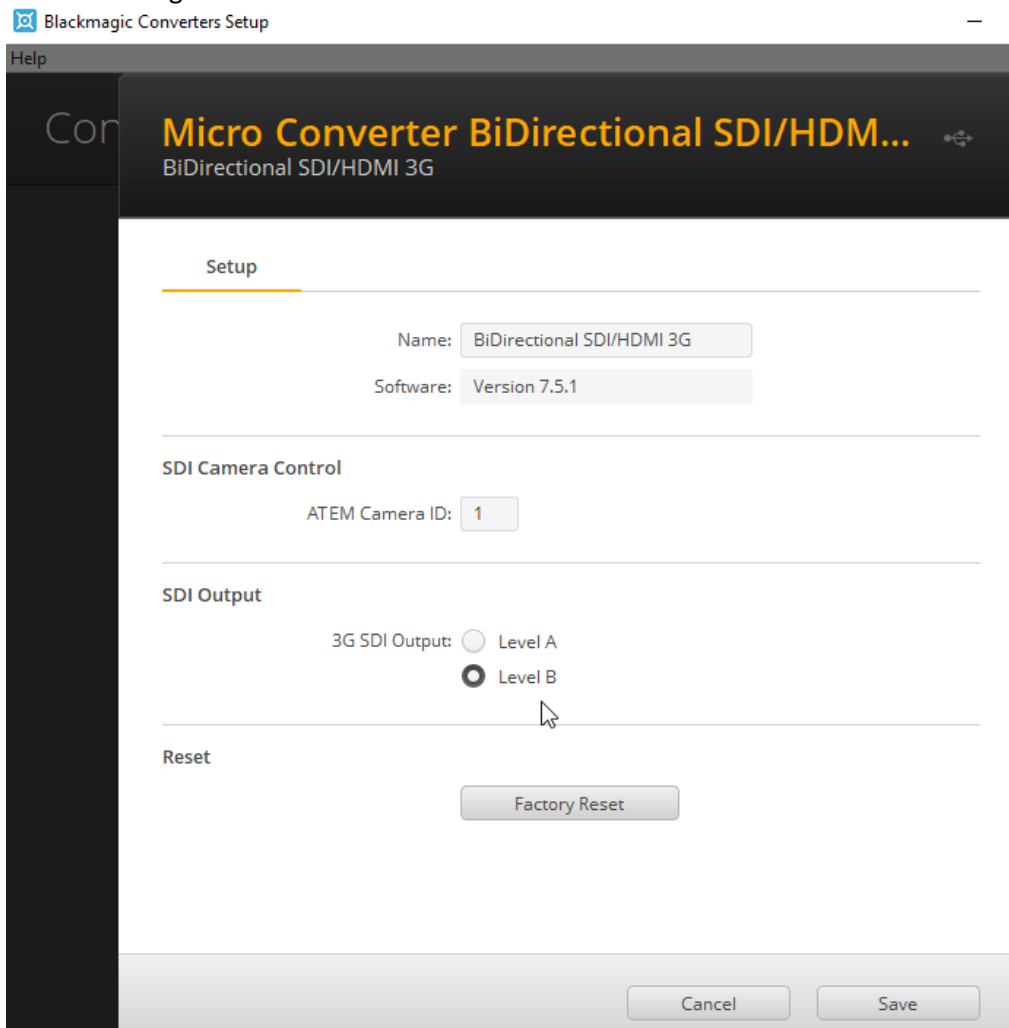 Blackmagic Converters Setup
Help
Con
Micro Converter BiDirectional SDI/HDM...
BiDirectional SDI/HDMI 3G
Setup
Name: BiDirectional SDI/HDMI 3G
Software: Version 7.5.1
SDI Camera Control
ATEM Camera ID: 1
SDI Output
3G SDI Output: Level A
Level B
Reset
Factory Reset
Cancel Save